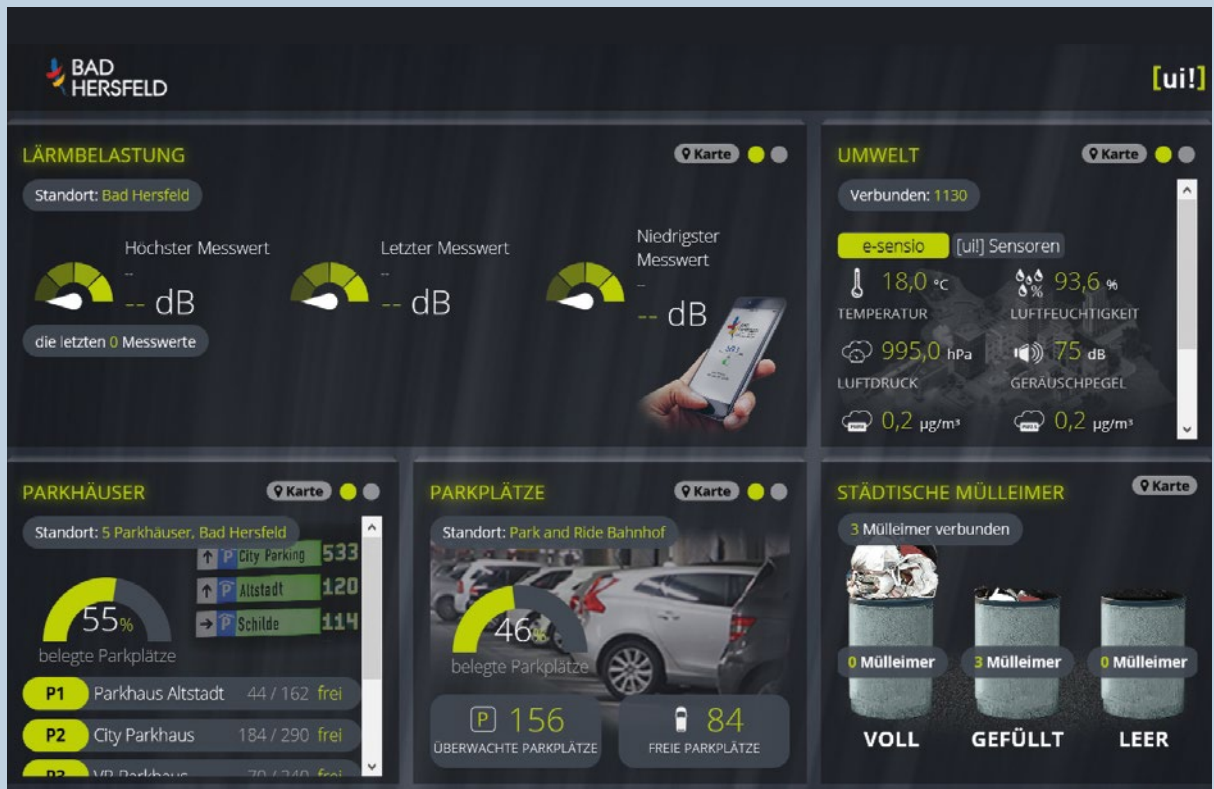 BAD
HERSFELD
[ui!]
LÄRMBELASTUNG
Karte
Standort: Bad Hersfeld
Höchster Messwert
--
-- dB
Letzter Messwert
--
-- dB
Niedrigster
Messwert
--
-- dB
die letzten 0 Messwerte
UMWELT
Karte
Verbunden: 1130
e-sensio
[ui!] Sensoren
18,0 °C
TEMPERATUR
93,6 %
LUFTFEUCHTIGKEIT
995,0 hPa
LUFTDRUCK
75 dB
GERÄUSCHPEGEL
0,2 µg/m³
0,2 µg/m³
PARKHÄUSER
Karte
Standort: 5 Parkhäuser, Bad Hersfeld
P City Parking 533
P Altstadt 120
P Schilde 114
55%
belegte Parkplätze
P1 Parkhaus Altstadt 44 / 162 frei
P2 City Parkhaus 184 / 290 frei
PARKPLÄTZE
Karte
Standort: Park and Ride Bahnhof
46%
belegte Parkplätze
P 156
ÜBERWACHTE PARKPLÄTZE
84
FREIE PARKPLÄTZE
STÄDTISCHE MÜLLEIMER
Karte
3 Mülleimer verbunden
0 Mülleimer
3 Mülleimer
0 Mülleimer
VOLL
GEFÜLLT
LEER